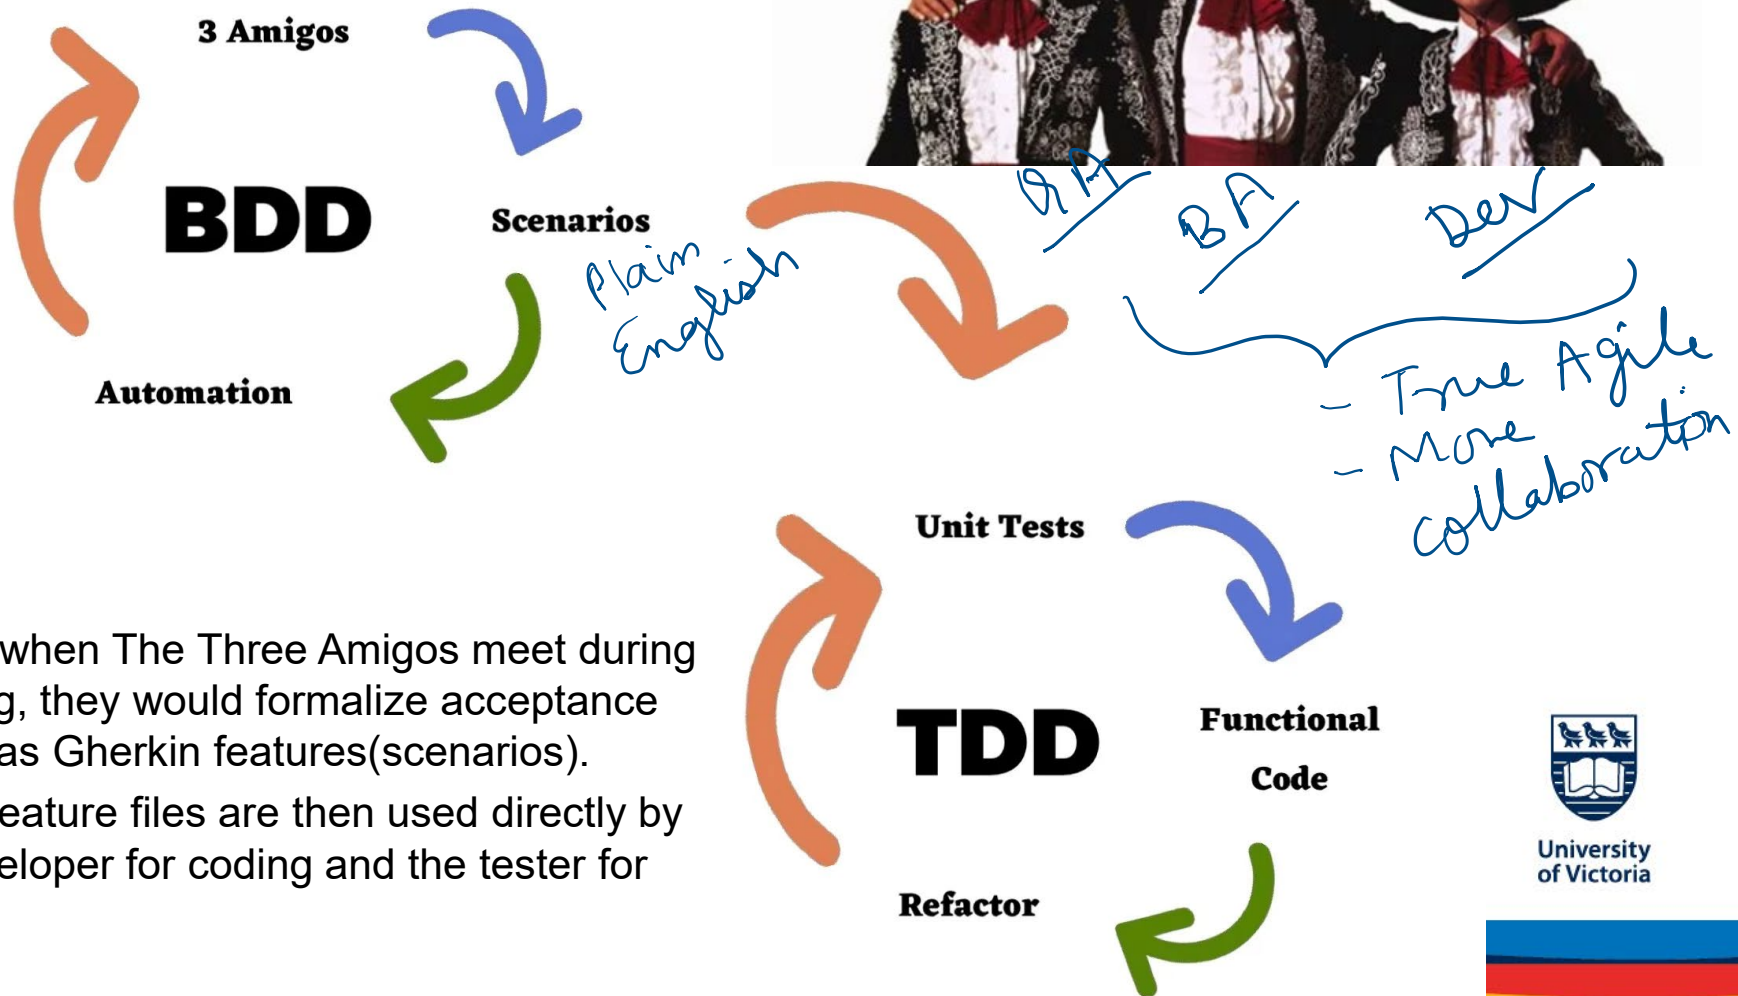 3 Amigos
BDD
Scenarios
Plain
English
Automation
QA
BA
Dev
- True Agile
- More
collaboration
Unit Tests
TDD
Functional
Code
Refactor
when The Three Amigos meet during
g, they would formalize acceptance
as Gherkin features(scenarios).
eature files are then used directly by
eloper for coding and the tester for
University
of Victoria